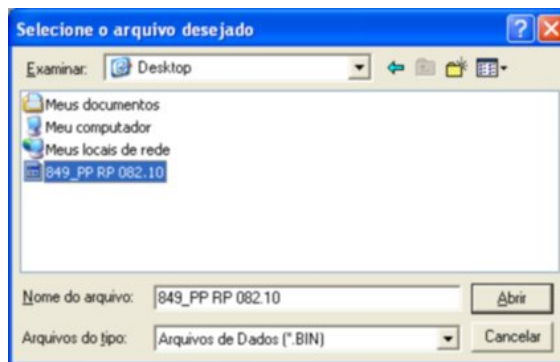 Selecione o arquivo desejado
Examinar: Desktop
Meus documentos
Meu computador
Meus locais de rede
849_PP RP 082.10
Nome do arquivo: 849_PP RP 082.10 Abrir
Arquivos do tipo: Arquivos de Dados (*.BIN) Cancelar